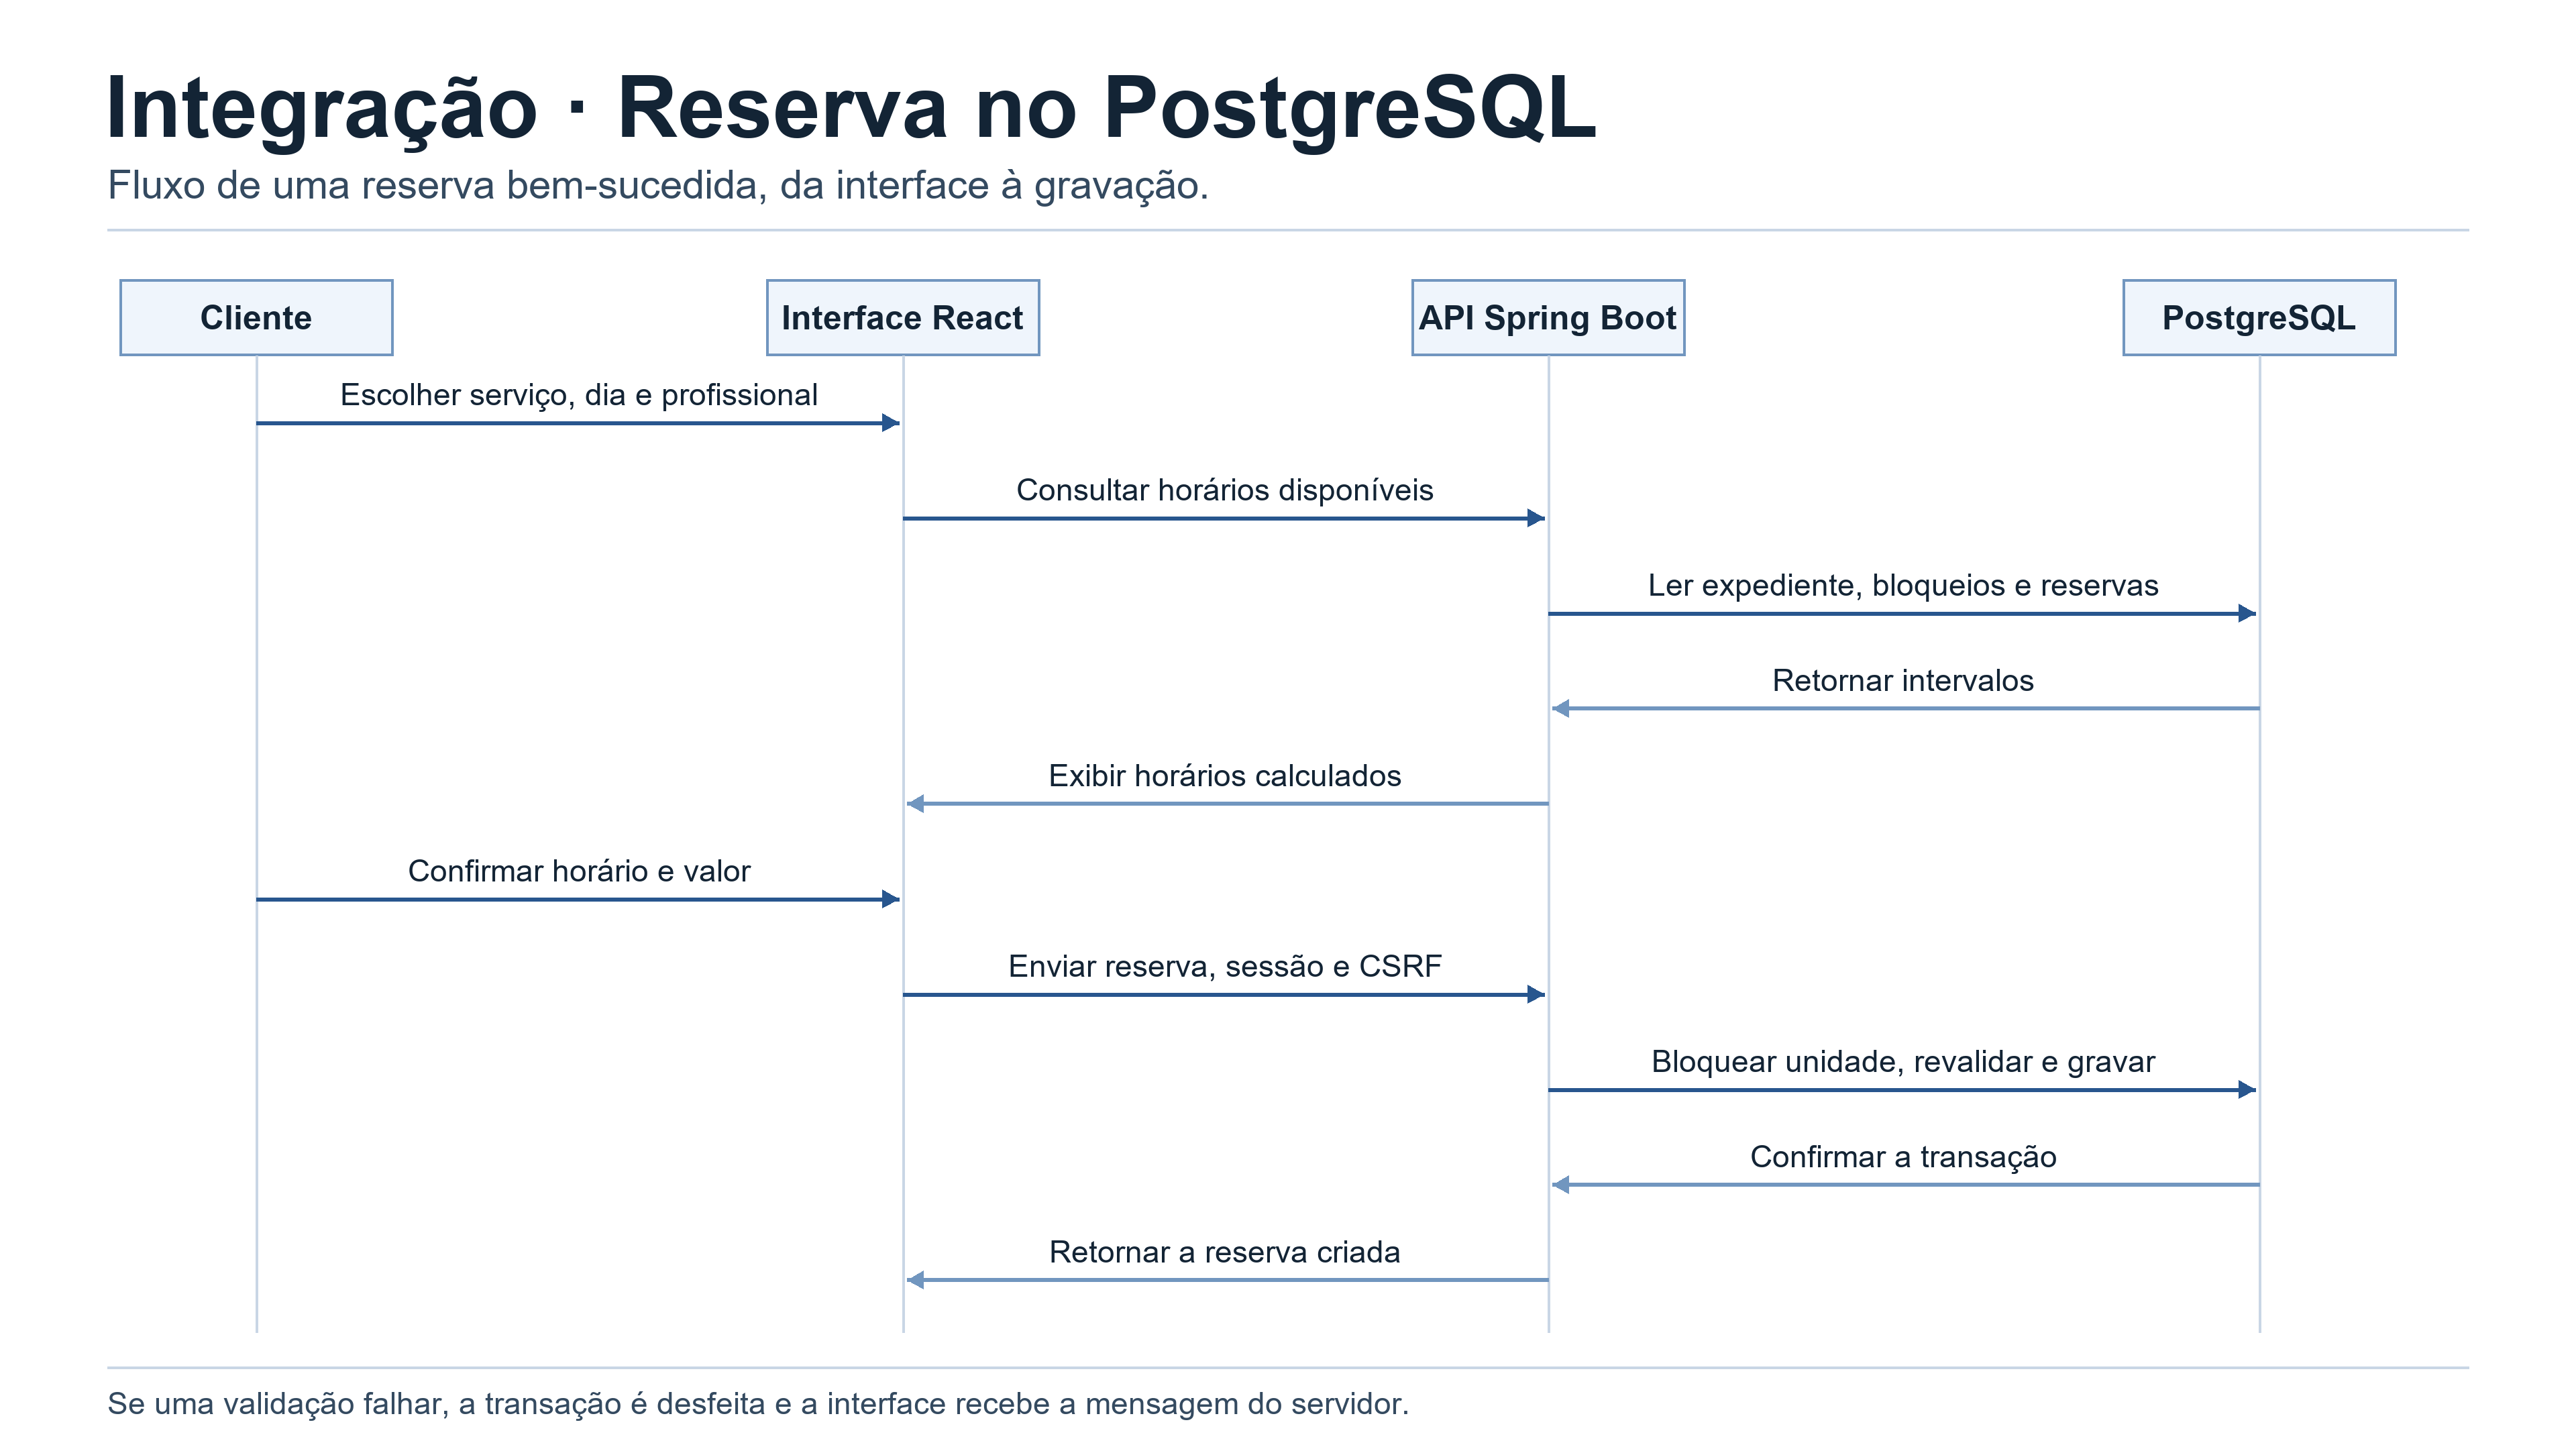 Integração · Reserva no PostgreSQL
Fluxo de uma reserva bem-sucedida, da interface à gravação.
Cliente
Interface React
API Spring Boot
PostgreSQL
Escolher serviço, dia e profissional
Consultar horários disponíveis
Ler expediente, bloqueios e reservas
Retornar intervalos
Exibir horários calculados
Confirmar horário e valor
Enviar reserva, sessão e CSRF
Bloquear unidade, revalidar e gravar
Confirmar a transação
Retornar a reserva criada
Se uma validação falhar, a transação é desfeita e a interface recebe a mensagem do servidor.